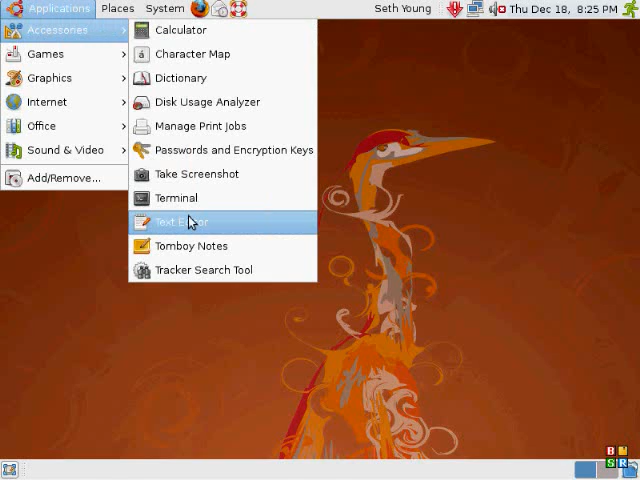 Applications Places System Seth Young Thu Dec 18, 8:25 PM
Accessories
Games
Graphics
Internet
Office
Sound & Video
Add/Remove...
Calculator
Character Map
Dictionary
Disk Usage Analyzer
Manage Print Jobs
Passwords and Encryption Keys
Take Screenshot
Terminal
Text Editor
Tomboy Notes
Tracker Search Tool
B
S R